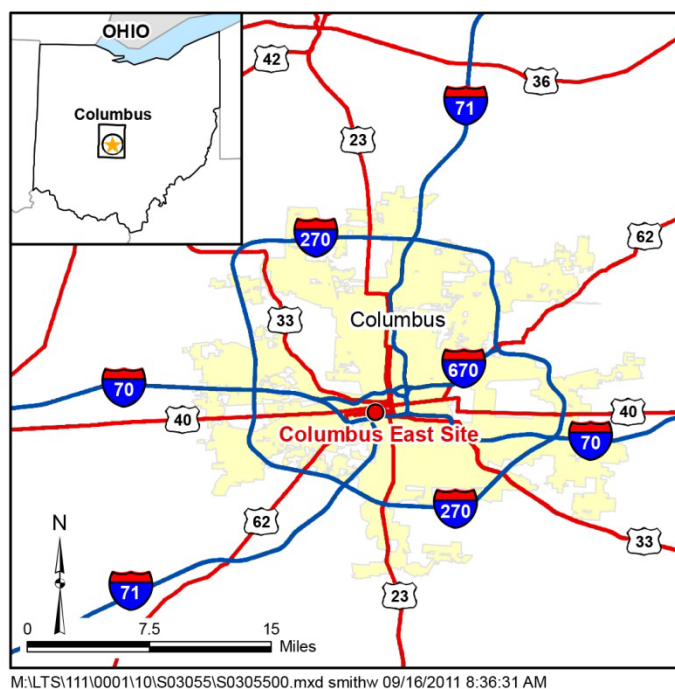 OHIO
Columbus
42
36
71
23
270
62
33
Columbus
670
70
40
40
Columbus East Site
70
270
62
33
N
71
23
0 7.5 15
Miles
M:\LTS\111\0001\10\S03055\S0305500.mxd smithw 09/16/2011 8:36:31 AM